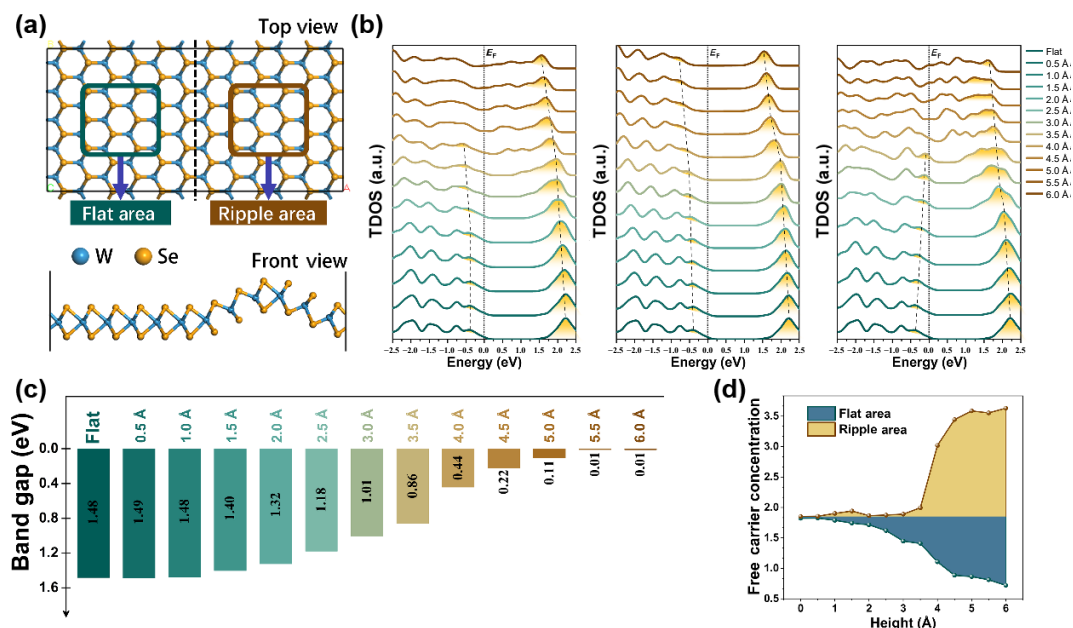 (a)
Top view
Flat area
Ripple area
W
Se
Front view
(b)
TDOS (a.u.)
E_F
-2.5 -2.0 -1.5 -1.0 -0.5 0.0 0.5 1.0 1.5 2.0 2.5
Energy (eV)
TDOS (a.u.)
E_F
-2.5 -2.0 -1.5 -1.0 -0.5 0.0 0.5 1.0 1.5 2.0 2.5
Energy (eV)
TDOS (a.u.)
E_F
-2.5 -2.0 -1.5 -1.0 -0.5 0.0 0.5 1.0 1.5 2.0 2.5
Energy (eV)
Flat
0.5 Å
1.0 Å
1.5 Å
2.0 Å
2.5 Å
3.0 Å
3.5 Å
4.0 Å
4.5 Å
5.0 Å
5.5 Å
6.0 Å
(c)
Band gap (eV)
0.0
0.4
0.8
1.2
1.6
Flat
0.5 Å
1.0 Å
1.5 Å
2.0 Å
2.5 Å
3.0 Å
3.5 Å
4.0 Å
4.5 Å
5.0 Å
5.5 Å
6.0 Å
1.48
1.49
1.48
1.40
1.32
1.18
1.01
0.86
0.44
0.22
0.11
0.01
0.01
(d)
Free carrier concentration
3.5
3.0
2.5
2.0
1.5
1.0
0.5
Flat area
Ripple area
0 1 2 3 4 5 6
Height (Å)